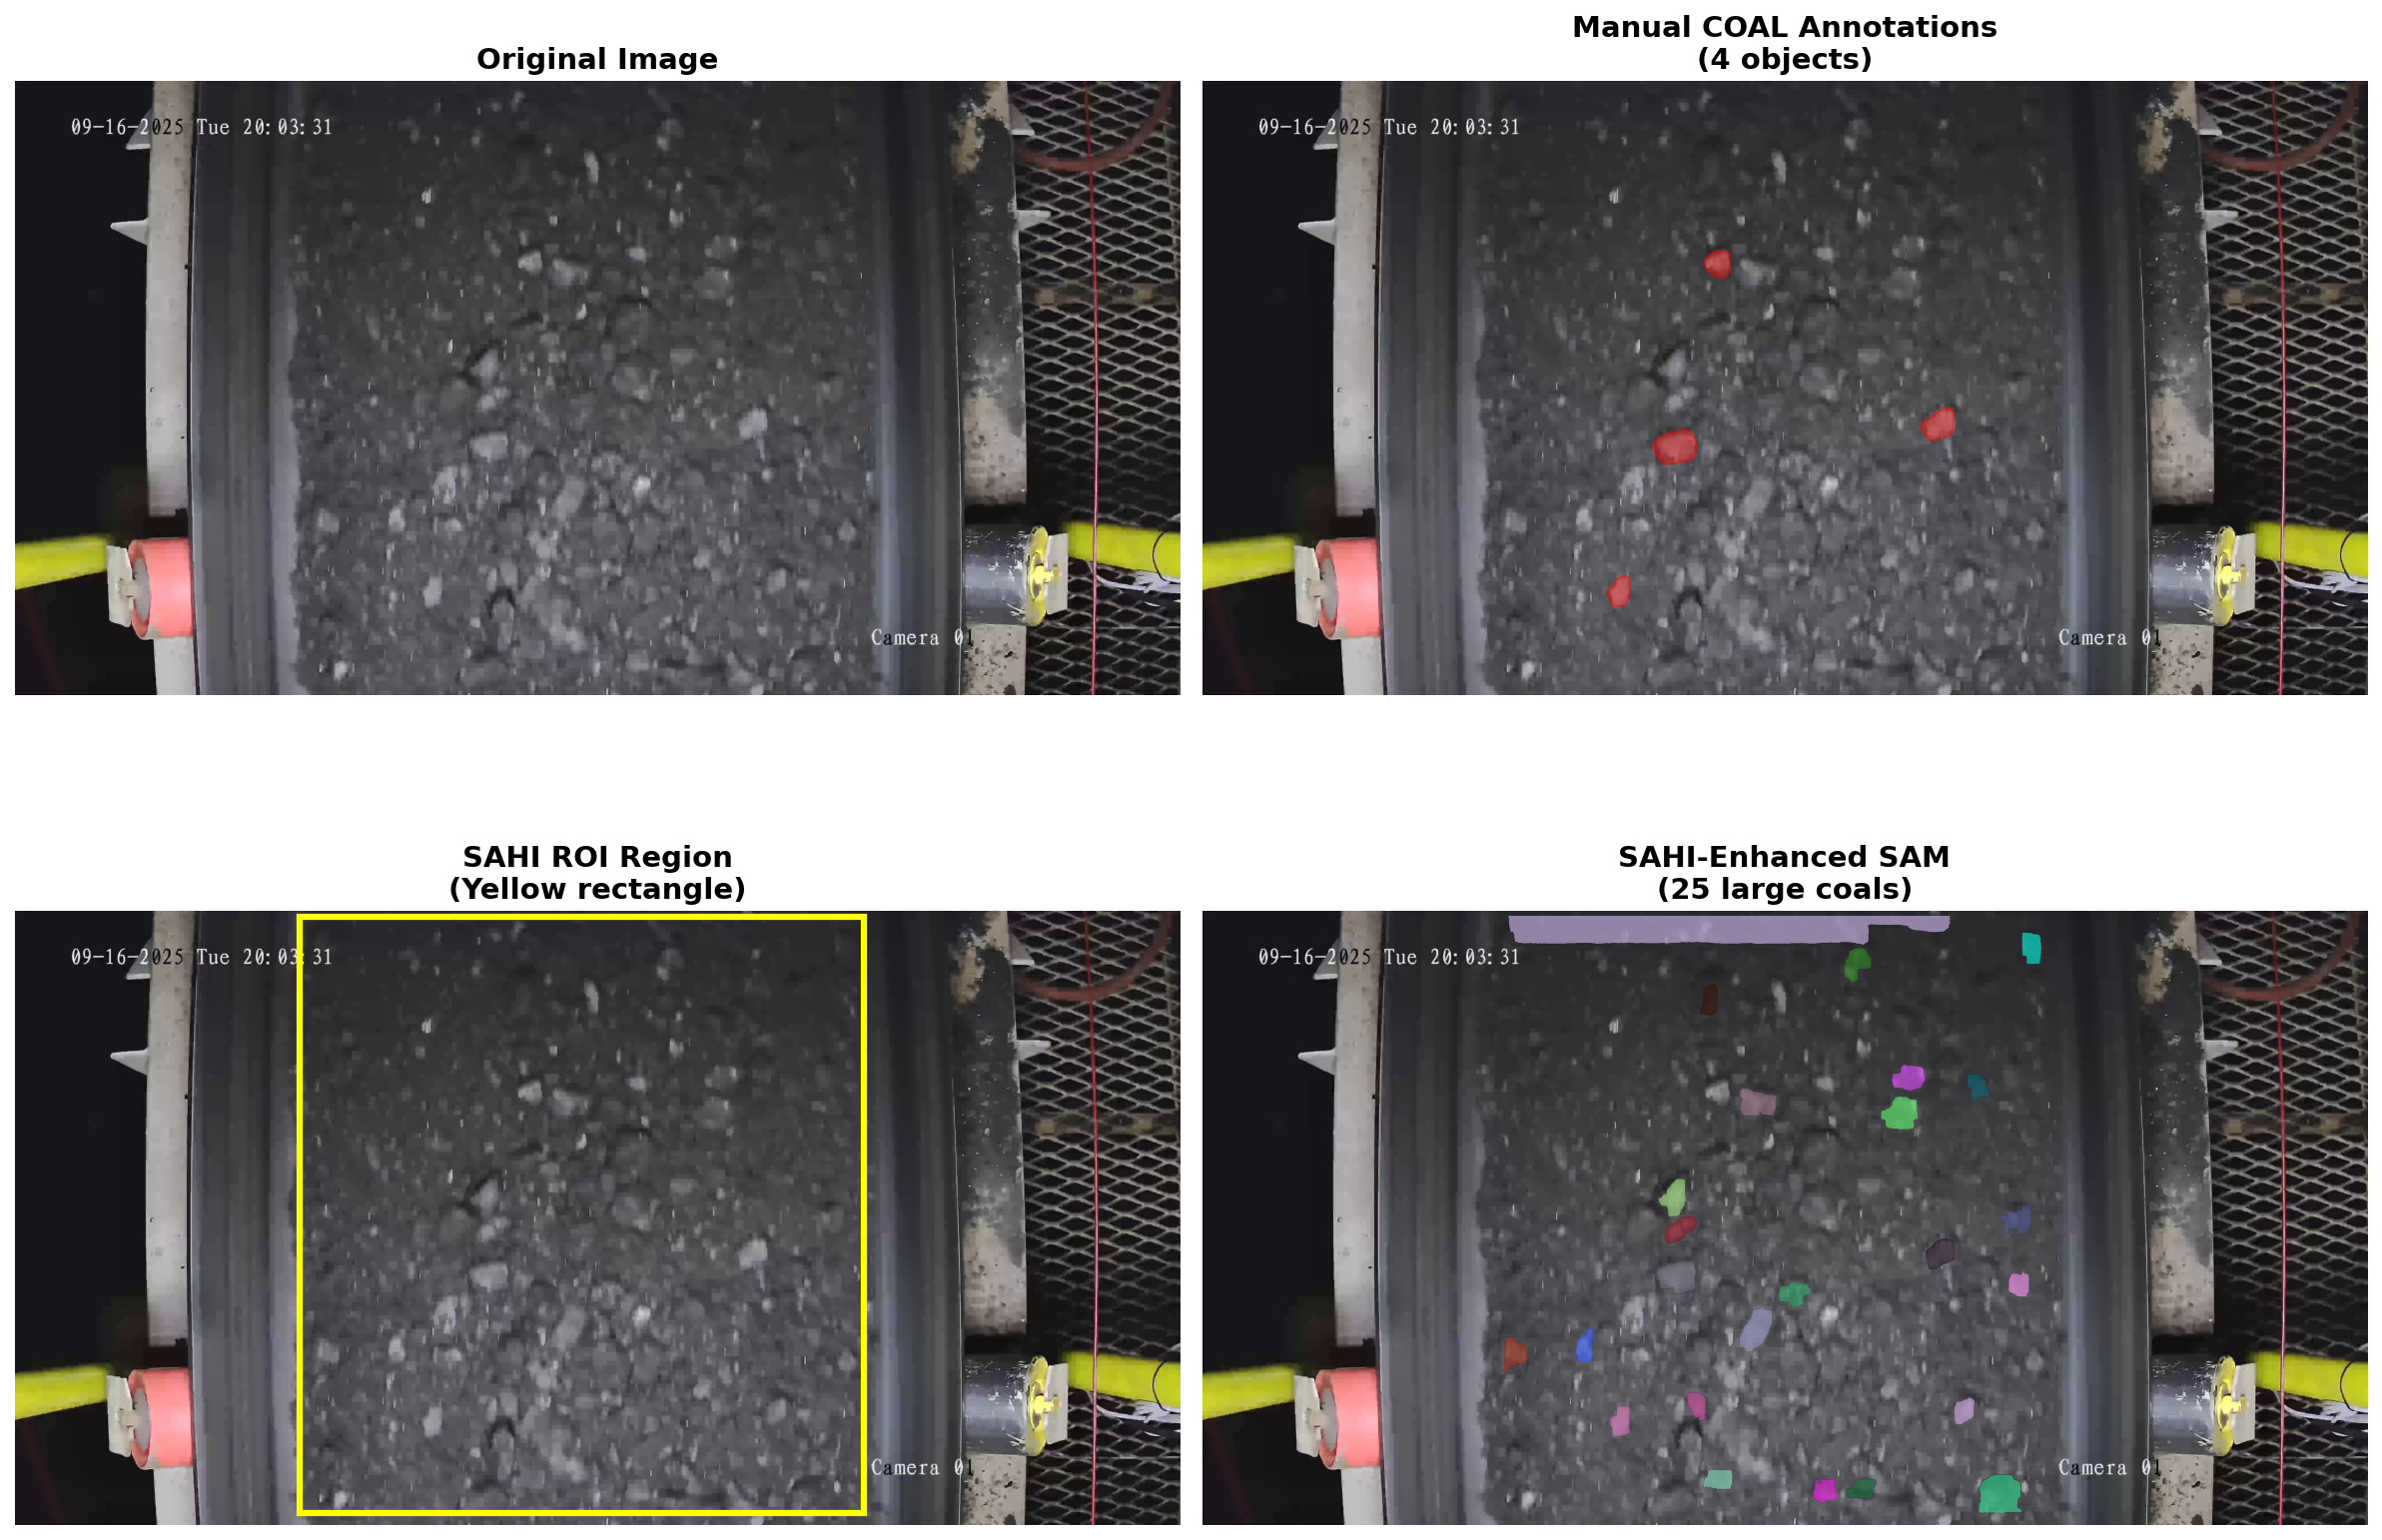 Original Image
09-16-2025 Tue 20:03:31
Camera 01
Manual COAL Annotations
(4 objects)
09-16-2025 Tue 20:03:31
Camera 01
SAHI ROI Region
(Yellow rectangle)
09-16-2025 Tue 20:03:31
Camera 01
SAHI-Enhanced SAM
(25 large coals)
09-16-2025 Tue 20:03:31
Camera 01